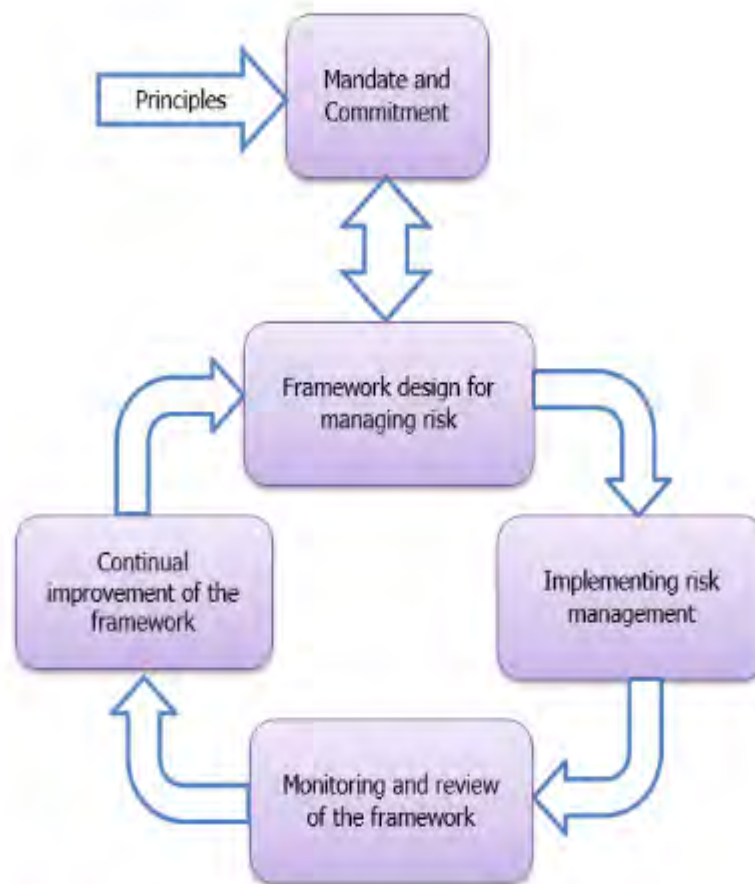 Principles
Mandate and
Commitment
Framework design for
managing risk
Implementing risk
management
Monitoring and review
of the framework
Continual
improvement of the
framework